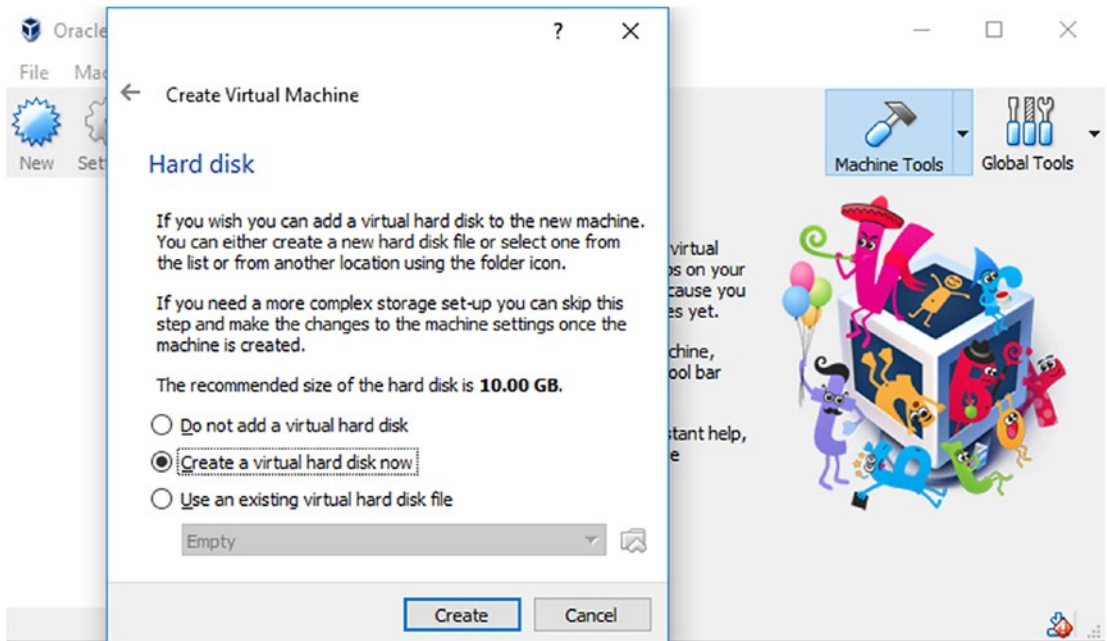 Oracle
? X
File Mac
New Set
Create Virtual Machine
Hard disk
If you wish you can add a virtual hard disk to the new machine.
You can either create a new hard disk file or select one from
the list or from another location using the folder icon.
If you need a more complex storage set-up you can skip this
step and make the changes to the machine settings once the
machine is created.
The recommended size of the hard disk is 10.00 GB.
Do not add a virtual hard disk
Create a virtual hard disk now
Use an existing virtual hard disk file
Empty
Create Cancel
Machine Tools Global Tools
virtual
s on your
cause you
es yet.
chine,
ool bar
stant help,
e